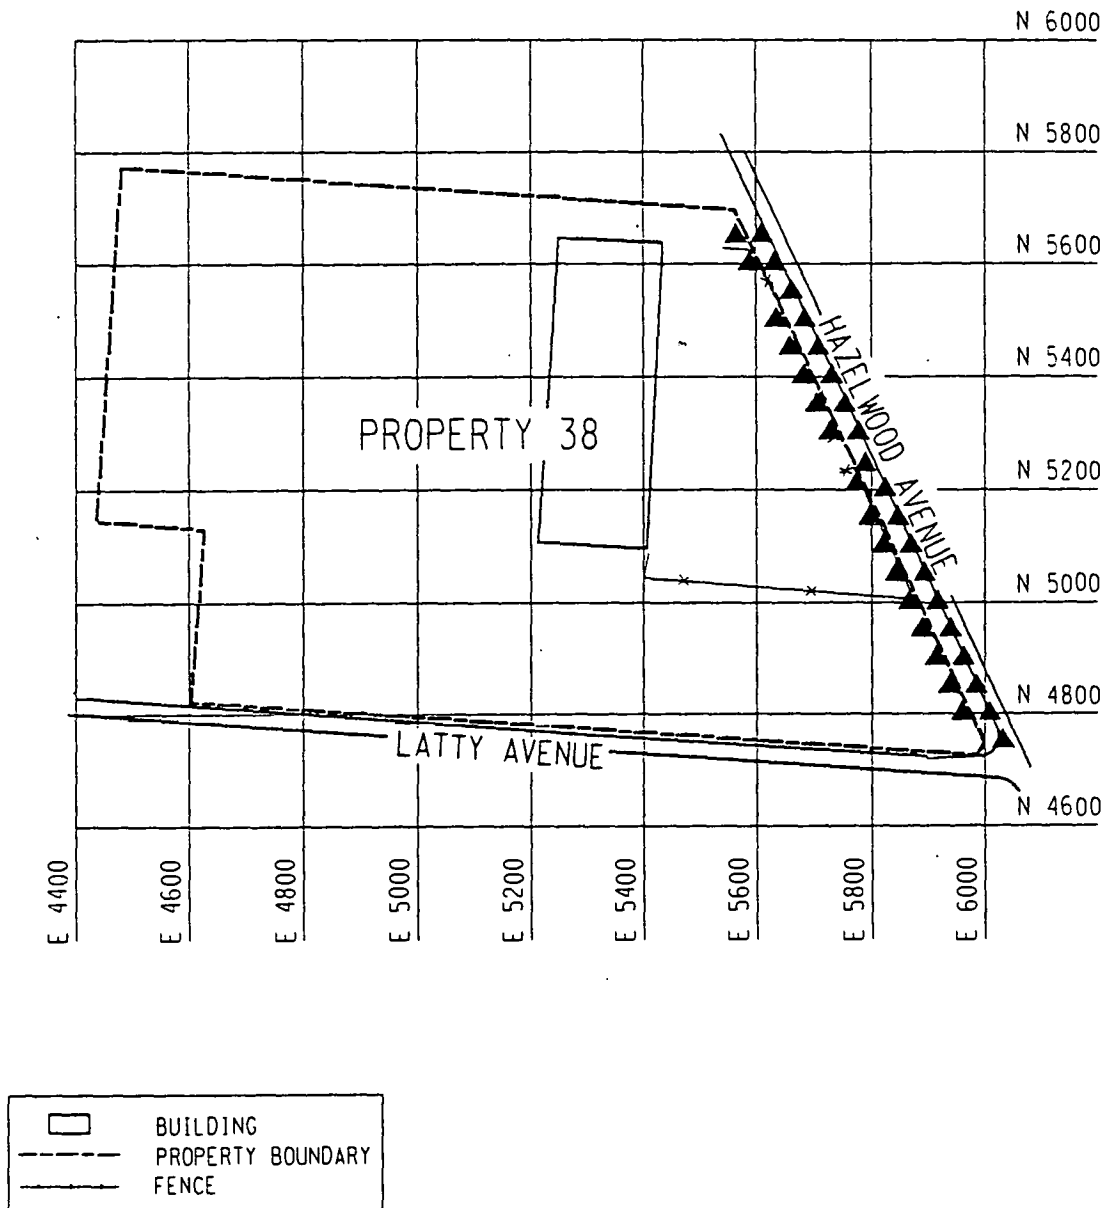 N 6000
N 5800
N 5600
HAZELWOOD AVENUE
N 5400
PROPERTY 38
N 5200
N 5000
N 4800
LATTY AVENUE
N 4600
E 4400
E 4600
E 4800
E 5000
E 5200
E 5400
E 5600
E 5800
E 6000
BUILDING
PROPERTY BOUNDARY
FENCE